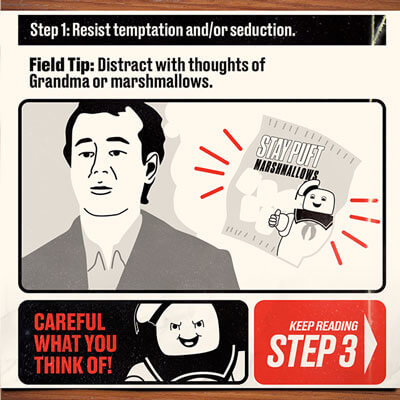 Step 1: Resist temptation and/or seduction.
Field Tip: Distract with thoughts of
Grandma or marshmallows.
STAY PUFT
MARSHMALLOWS
CAREFUL
WHAT YOU
THINK OF!
KEEP READING
STEP 3